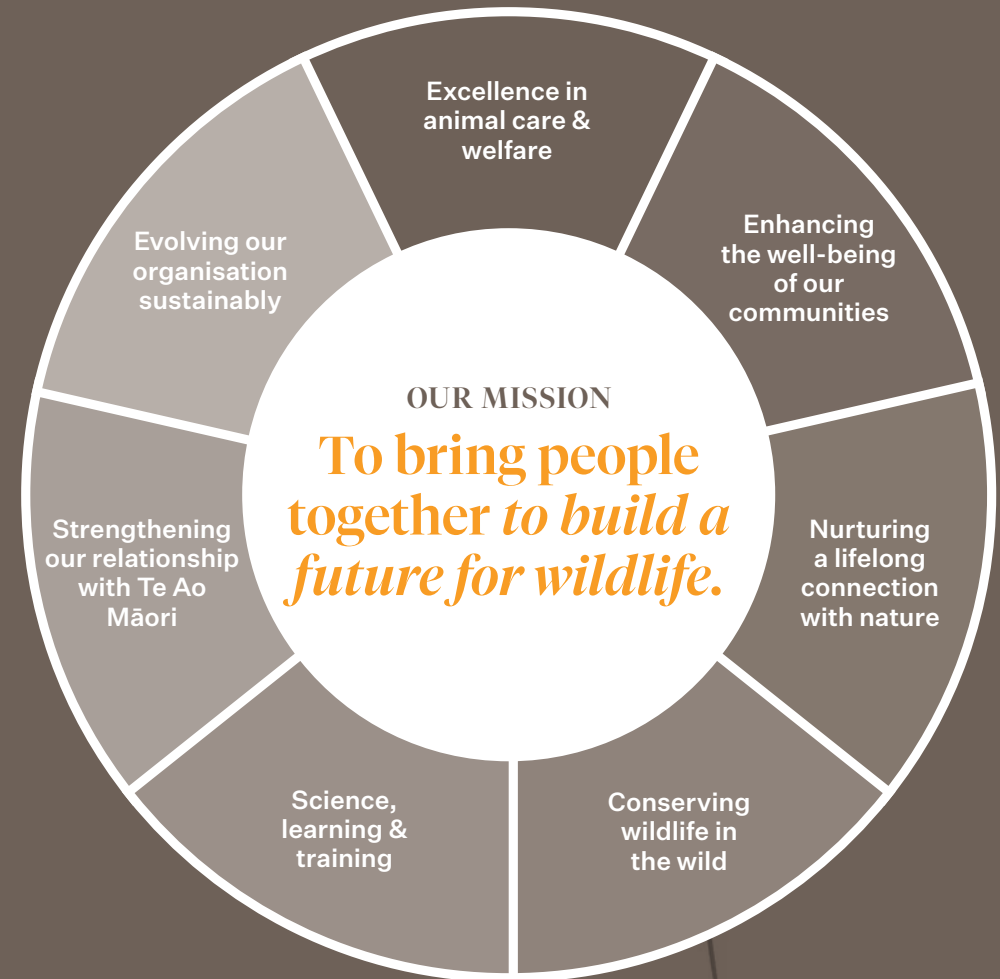 Excellence in
animal care &
welfare
Enhancing
the well-being
of our
communities
Nurturing
a lifelong
connection
with nature
Conserving
wildlife in
the wild
Science,
learning &
training
Strengthening
our relationship
with Te Ao
Māori
Evolving our
organisation
sustainably
OUR MISSION
To bring people
together to build a
future for wildlife.